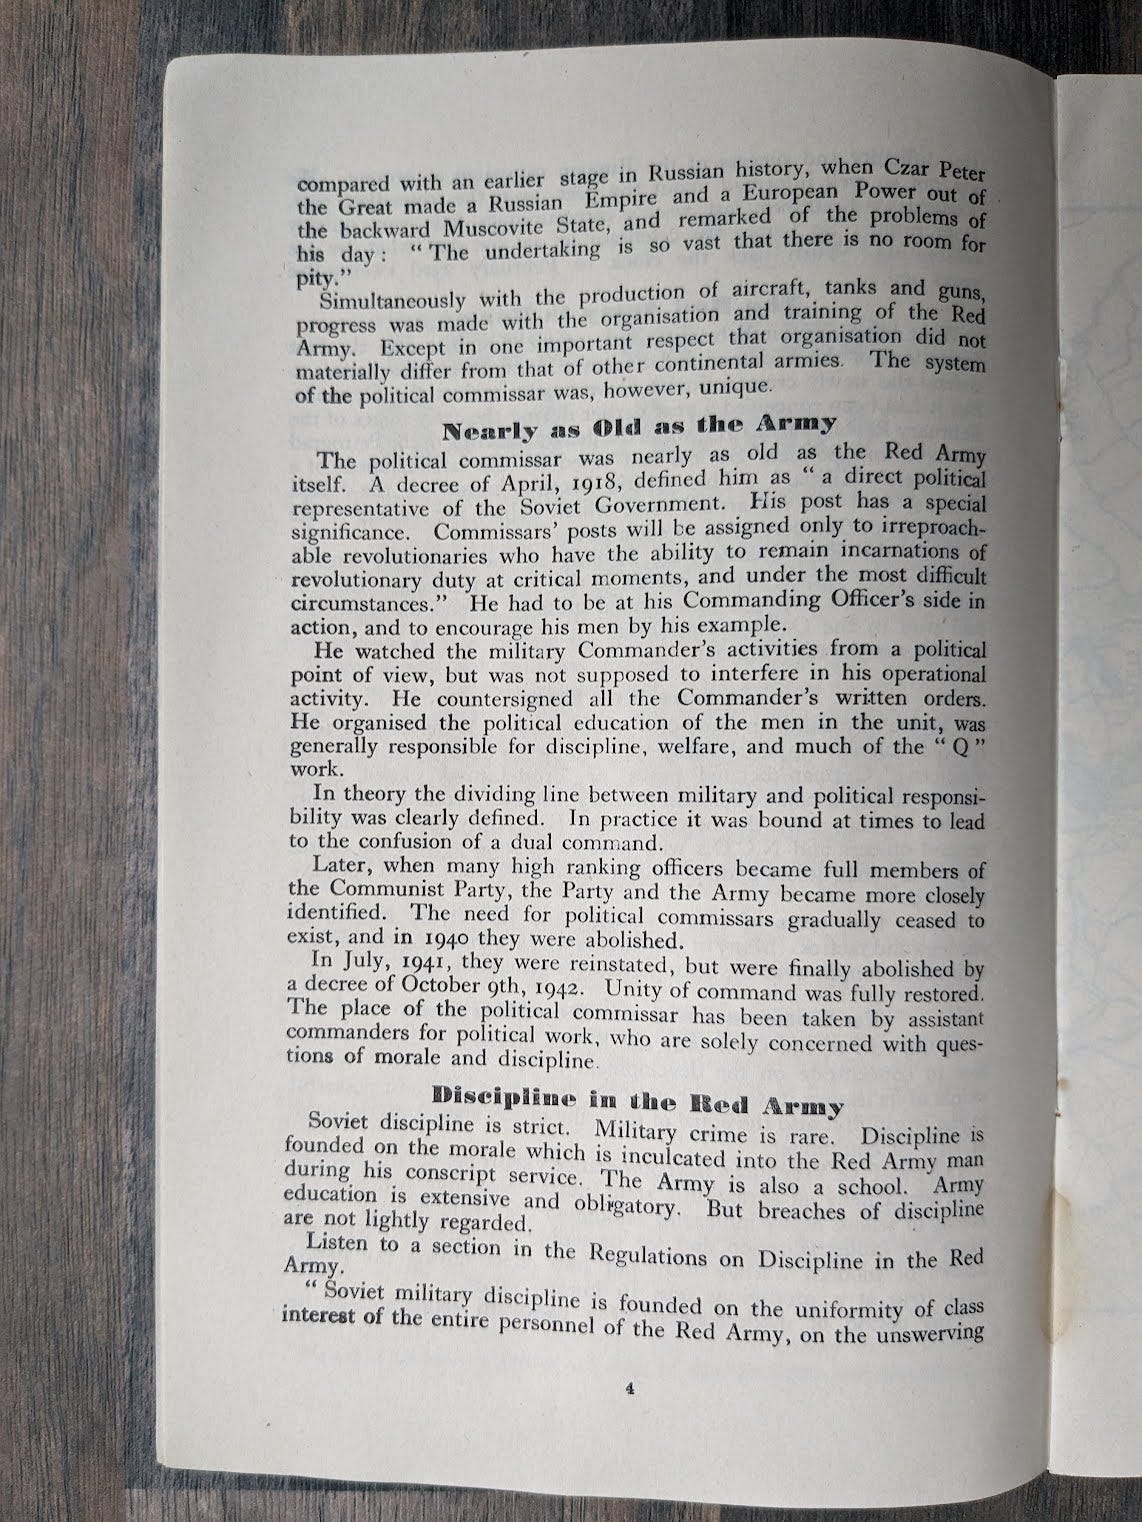 compared with an earlier stage in Russian history, when Czar Peter
the Great made a Russian Empire and a European Power out of
the backward Muscovite State, and remarked of the problems of
his day : “ The undertaking is so vast that there is no room for
pity.”
Simultaneously with the production of aircraft, tanks and guns,
progress was made with the organisation and training of the Red
Army. Except in one important respect that organisation did not
materially differ from that of other continental armies. The system
of the political commissar was, however, unique.
Nearly as Old as the Army
The political commissar was nearly as old as the Red Army
itself. A decree of April, 1918, defined him as “ a direct political
representative of the Soviet Government. His post has a special
significance. Commissars’ posts will be assigned only to irreproach-
able revolutionaries who have the ability to remain incarnations of
revolutionary duty at critical moments, and under the most difficult
circumstances.” He had to be at his Commanding Officer’s side in
action, and to encourage his men by his example.
He watched the military Commander’s activities from a political
point of view, but was not supposed to interfere in his operational
activity. He countersigned all the Commander’s written orders.
He organised the political education of the men in the unit, was
generally responsible for discipline, welfare, and much of the “ Q ”
work.
In theory the dividing line between military and political responsi-
bility was clearly defined. In practice it was bound at times to lead
to the confusion of a dual command.
Later, when many high ranking officers became full members of
the Communist Party, the Party and the Army became more closely
identified. The need for political commissars gradually ceased to
exist, and in 1940 they were abolished.
In July, 1941, they were reinstated, but were finally abolished by
a decree of October 9th, 1942. Unity of command was fully restored.
The place of the political commissar has been taken by assistant
commanders for political work, who are solely concerned with ques-
tions of morale and discipline.
Discipline in the Red Army
Soviet discipline is strict. Military crime is rare. Discipline is
founded on the morale which is inculcated into the Red Army man
during his conscript service. The Army is also a school. Army
education is extensive and obligatory. But breaches of discipline
are not lightly regarded.
Listen to a section in the Regulations on Discipline in the Red
Army.
“ Soviet military discipline is founded on the uniformity of class
interest of the entire personnel of the Red Army, on the unswerving
4